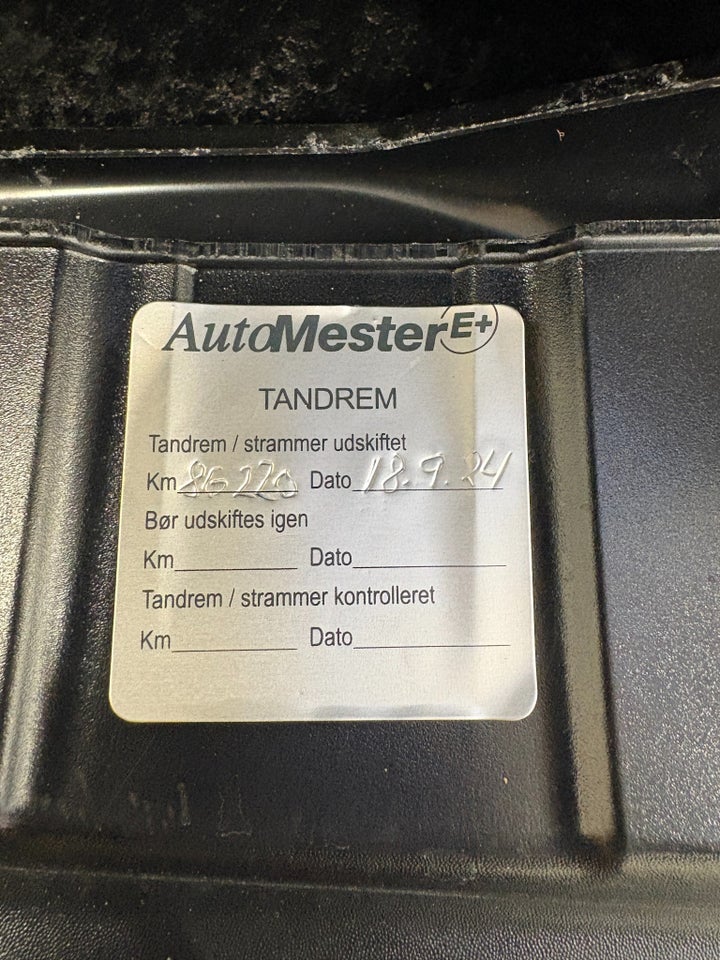 AutoMester E+
TANDREM
Tandrem / strammer udskiftet
Km 86220 Dato 18.9.24
Bør udskiftes igen
Km Dato
Tandrem / strammer kontrolleret
Km Dato